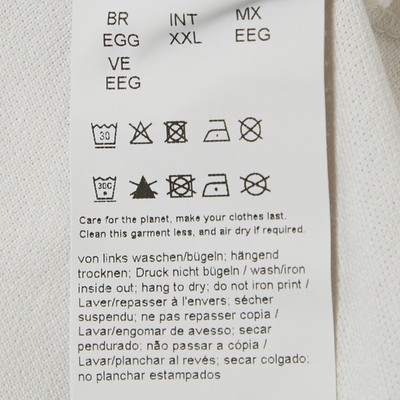 BR INT MX
EGG XXL EEG
VE
EEG
30
30C
Care for the planet, make your clothes last.
Clean this garment less, and air dry if required.
von links waschen/bügeln; hängend
trocknen; Druck nicht bügeln / wash/iron
inside out; hang to dry; do not iron print /
Laver/repasser à l'envers; sécher
suspendu; ne pas repasser copia /
Lavar/engomar de avesso; secar
pendurado; não passar a cópia /
Lavar/planchar al revés; secar colgado;
no planchar estampados